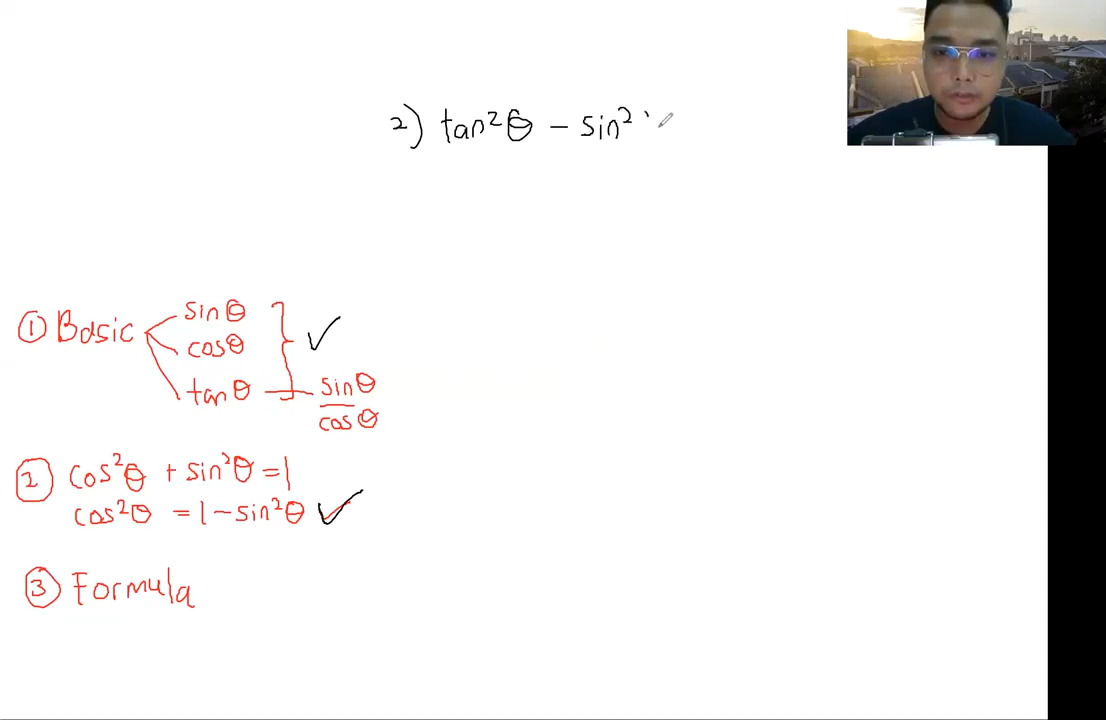 2) tan²θ − sin²
① Basic
sinθ
cosθ
tanθ
sinθ
cosθ
② cos²θ + sin²θ = 1
cos²θ = 1 − sin²θ
③ Formula